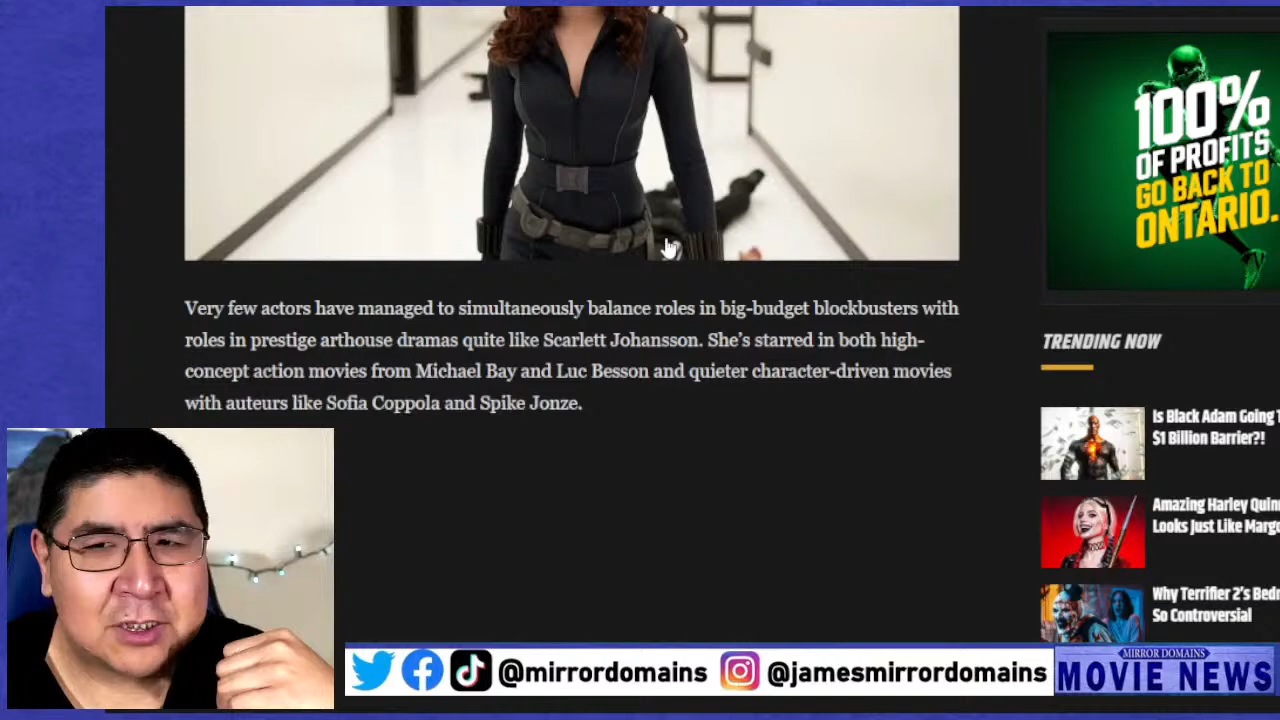 100%
OF PROFITS
GO BACK TO
ONTARIO.
Very few actors have managed to simultaneously balance roles in big-budget blockbusters with
roles in prestige arthouse dramas quite like Scarlett Johansson. She's starred in both high-
concept action movies from Michael Bay and Luc Besson and quieter character-driven movies
with auteurs like Sofia Coppola and Spike Jonze.
TRENDING NOW
Is Black Adam Going
$1 Billion Barrier?!
Amazing Harley
Looks Just Like
Why Terrifier 2's
So Controversial
@mirrordomains
@jamesmirrordomains
MIRROR DOMAINS
MOVIE NEWS